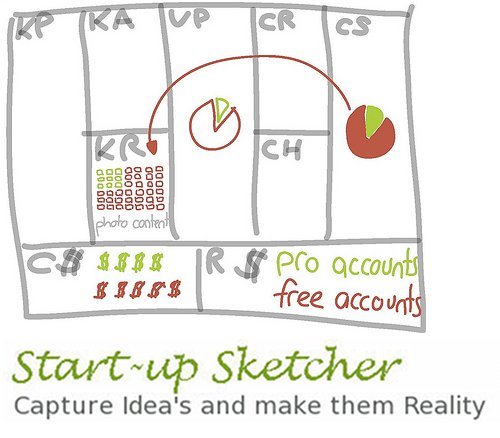 KP KA VP CR CS
KR CH
photo content
C$ $$$$ R$ pro accounts
$$$$$ free accounts
Start~up Sketcher
Capture Idea's and make them Reality